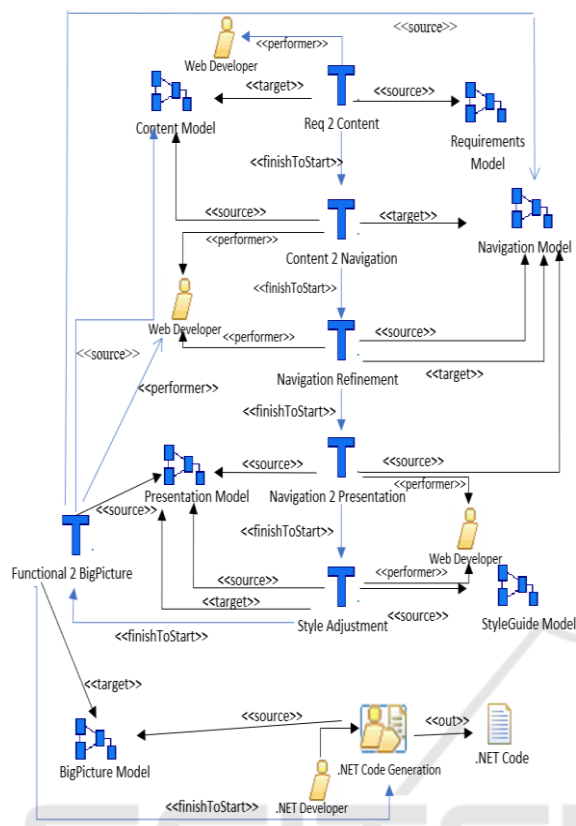 <<source>>
<<performer>>
Web Developer
<<target>>
<<source>>
Content Model
Req 2 Content
Requirements
Model
<<finishToStart>>
<<source>>
<<target>>
<<performer>>
Content 2 Navigation
Navigation Model
<<finishToStart>>
Web Developer
<<performer>>
<<source>>
<<source>>
<<target>>
Navigation Refinement
<<performer>>
<<finishToStart>>
<<source>>
<<source>>
<<performer>>
Presentation Model
Navigation 2 Presentation
<<source>>
<<finishToStart>>
Web Developer
Functional 2 BigPicture
<<source>>
<<performer>>
<<target>>
<<source>>
Style Adjustment
StyleGuide Model
<<finishToStart>>
<<target>>
<<source>>
<<out>>
BigPicture Model
.NET Code Generation
.NET Code
.NET Developer
<<finishToStart>>